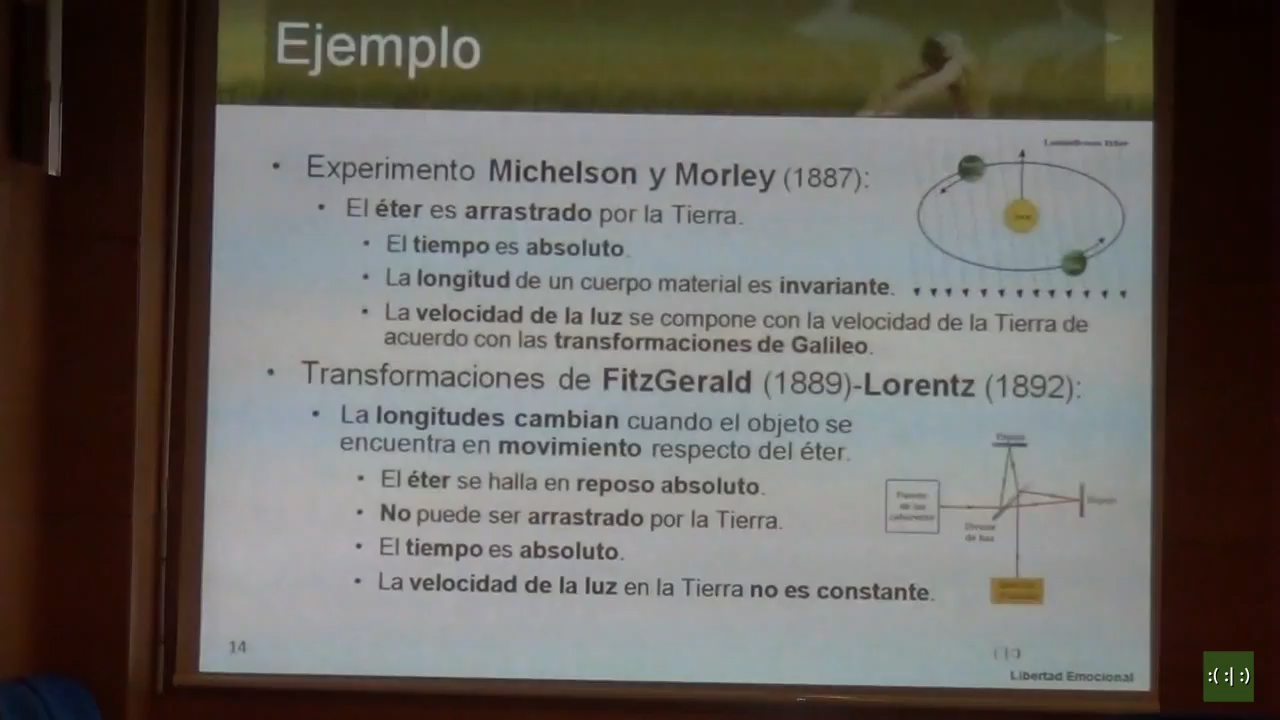 Ejemplo
• Experimento Michelson y Morley (1887):
• El éter es arrastrado por la Tierra.
• El tiempo es absoluto.
• La longitud de un cuerpo material es invariante.
• La velocidad de la luz se compone con la velocidad de la Tierra de
acuerdo con las transformaciones de Galileo.
• Transformaciones de FitzGerald (1889)-Lorentz (1892):
• La longitudes cambian cuando el objeto se
encuentra en movimiento respecto del éter.
• El éter se halla en reposo absoluto.
• No puede ser arrastrado por la Tierra.
• El tiempo es absoluto.
• La velocidad de la luz en la Tierra no es constante.
Luminiferous Ether
Espejo
Espejo
14
Libertad Emocional
:( :| :)